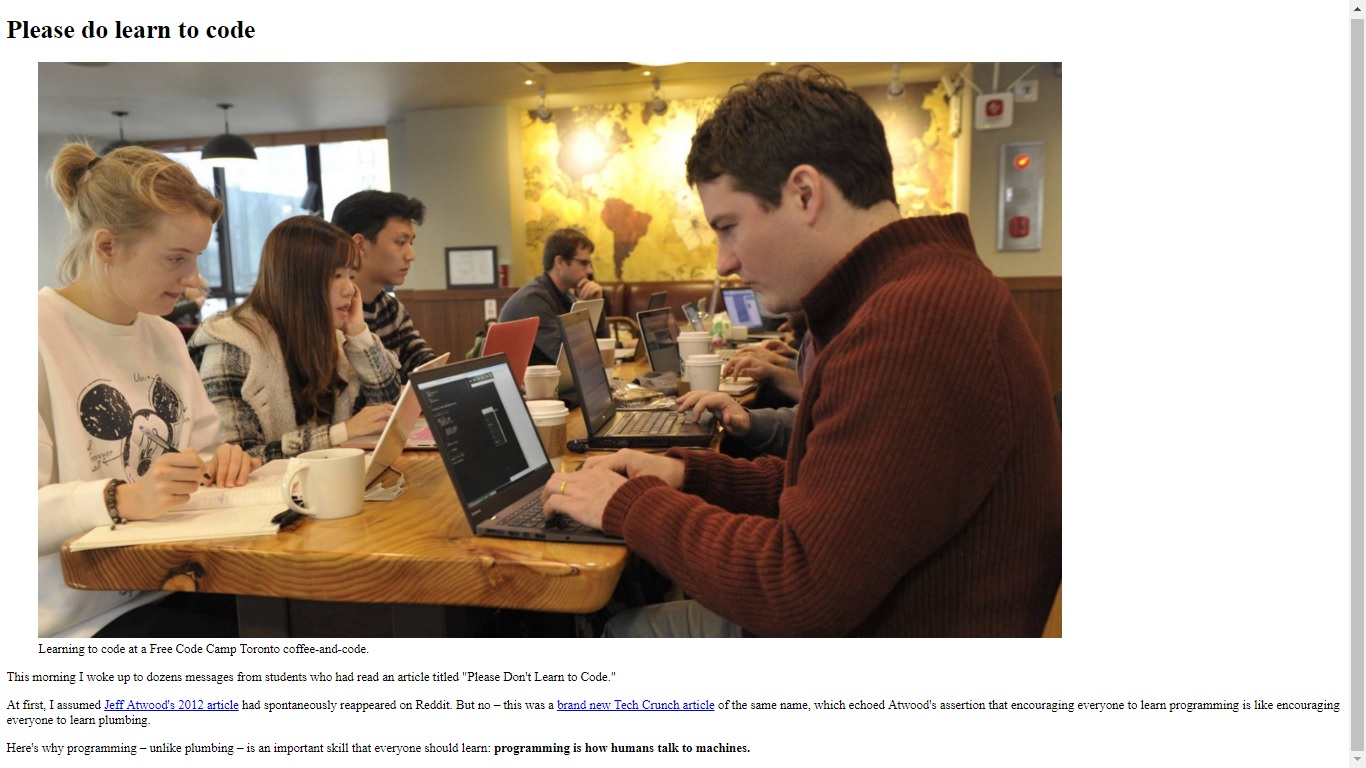 Please do learn to code
Learning to code at a Free Code Camp Toronto coffee-and-code.
This morning I woke up to dozens messages from students who had read an article titled "Please Don't Learn to Code."
At first, I assumed Jeff Atwood's 2012 article had spontaneously reappeared on Reddit. But no – this was a brand new Tech Crunch article of the same name, which echoed Atwood's assertion that encouraging everyone to learn programming is like encouraging
everyone to learn plumbing.
Here's why programming – unlike plumbing – is an important skill that everyone should learn: programming is how humans talk to machines.